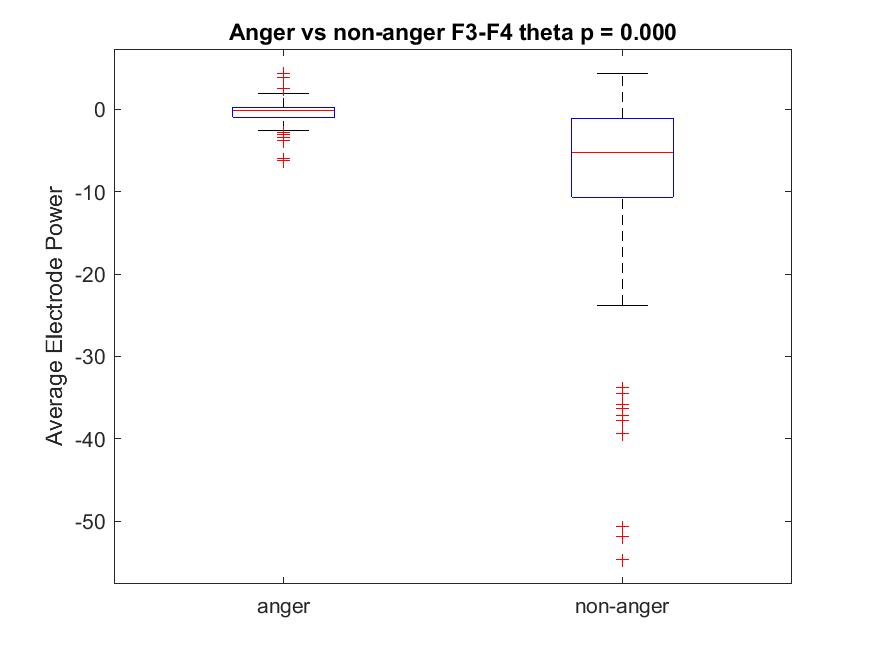 Anger vs non-anger F3-F4 theta p = 0.000
Average Electrode Power
0
-10
-20
-30
-40
-50
anger
non-anger